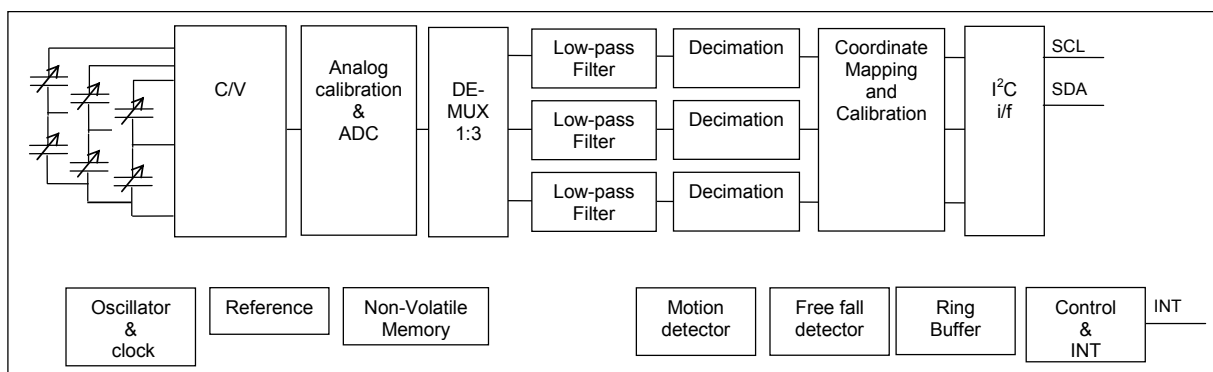 C/V
Analog
calibration
&
ADC
DE-
MUX
1:3
Low-pass
Filter
Decimation
Low-pass
Filter
Decimation
Low-pass
Filter
Decimation
Coordinate
Mapping
and
Calibration
I²C
i/f
SCL
SDA
Oscillator
&
clock
Reference
Non-Volatile
Memory
Motion
detector
Free fall
detector
Ring
Buffer
Control
&
INT
INT